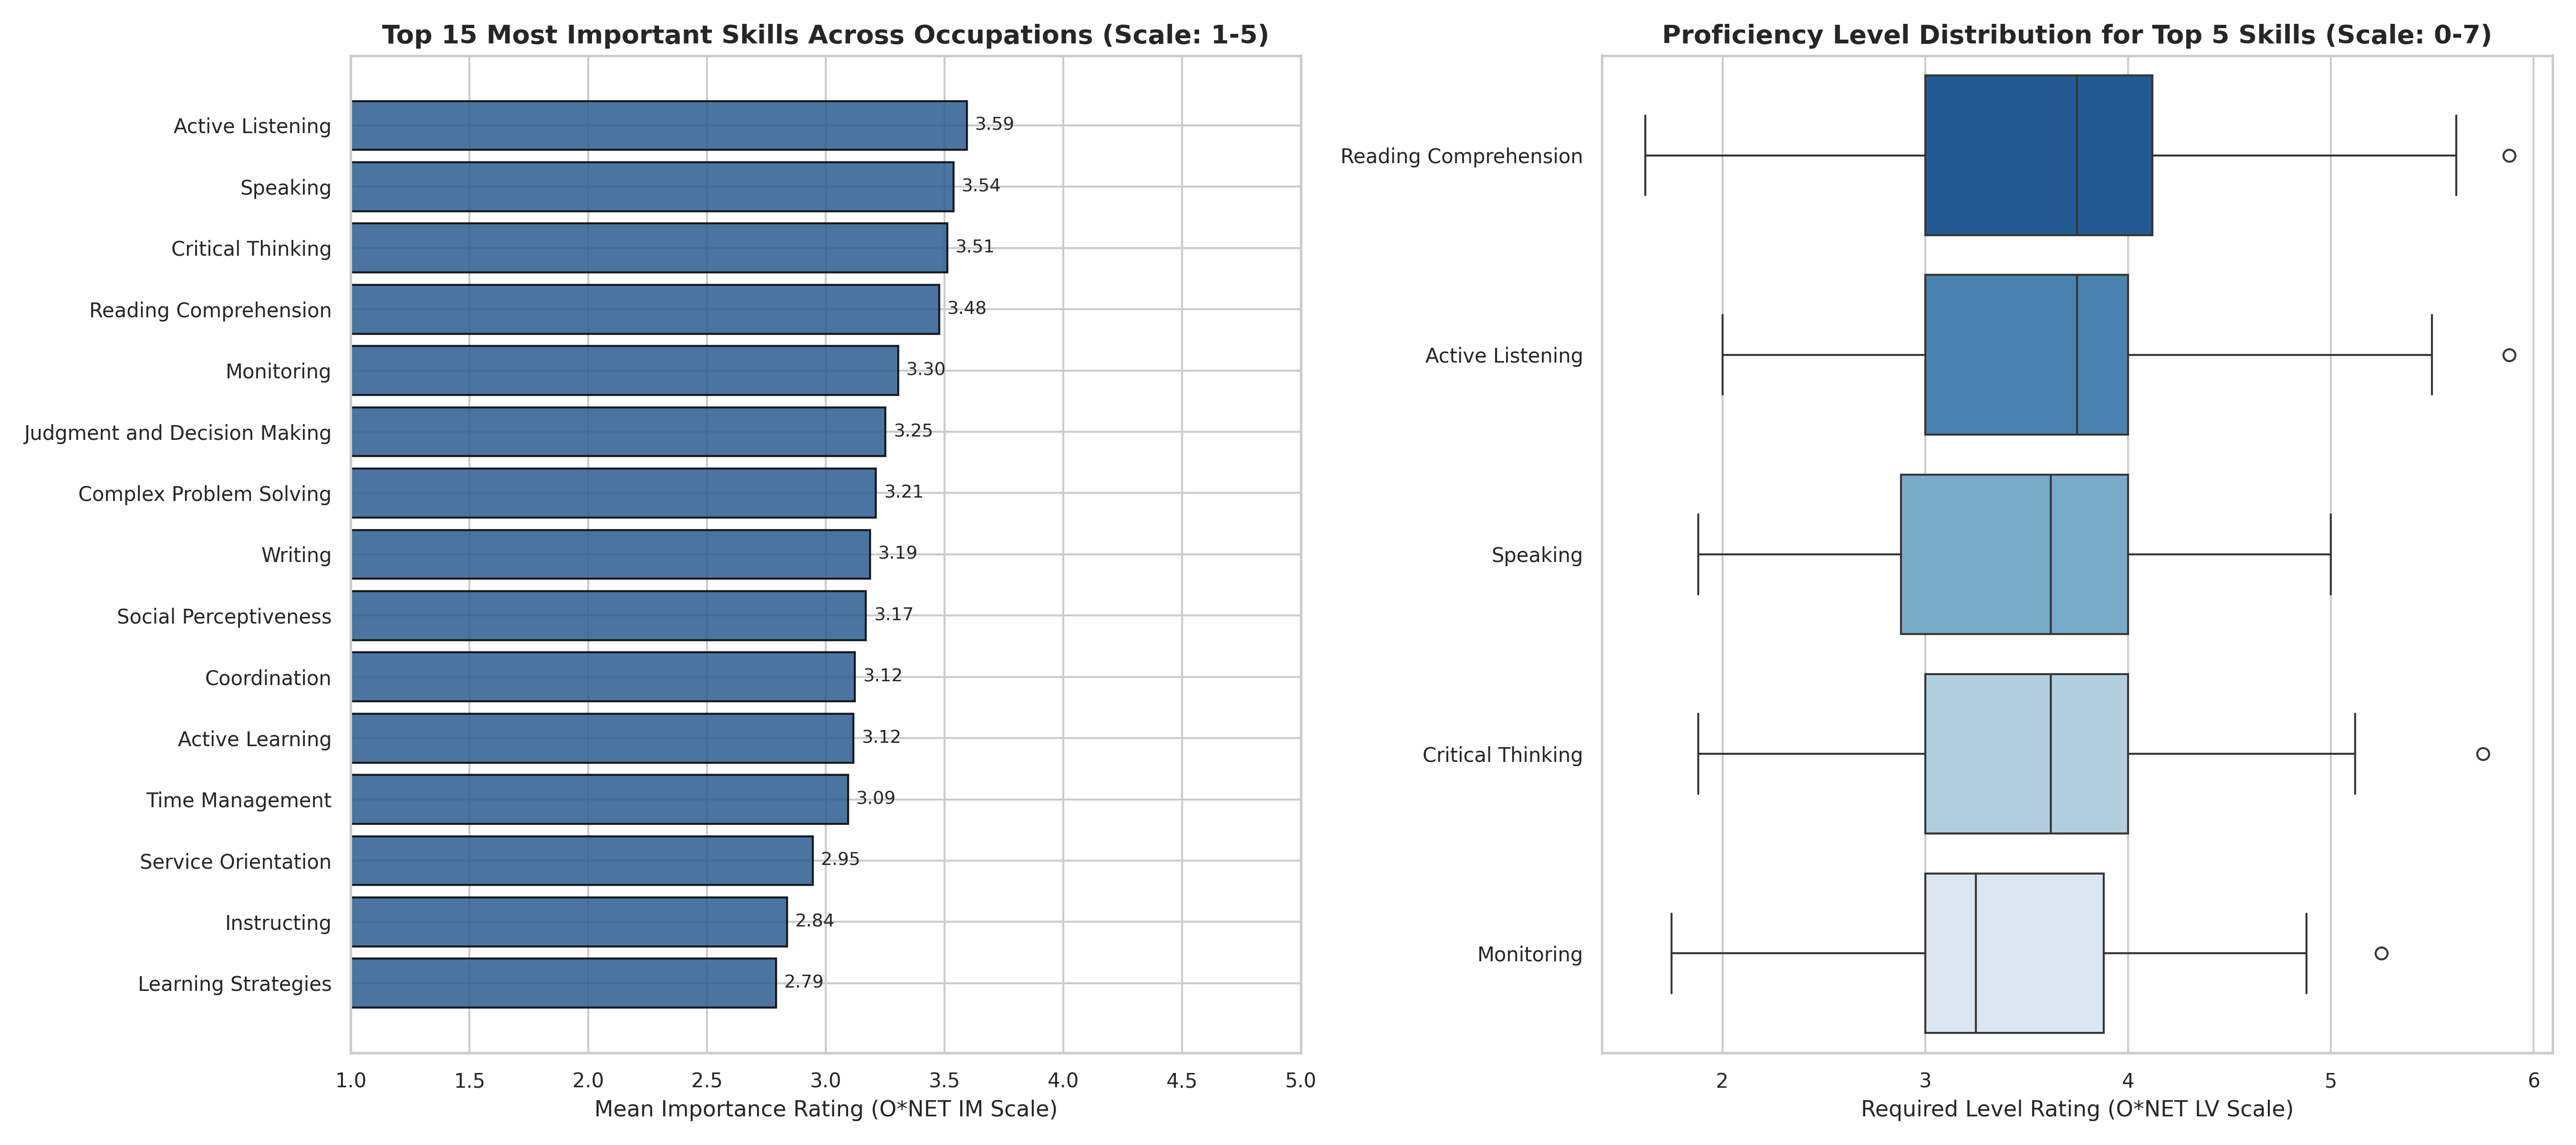 Top 15 Most Important Skills Across Occupations (Scale: 1-5)
Active Listening
3.59
Speaking
3.54
Critical Thinking
3.51
Reading Comprehension
3.48
Monitoring
3.30
Judgment and Decision Making
3.25
Complex Problem Solving
3.21
Writing
3.19
Social Perceptiveness
3.17
Coordination
3.12
Active Learning
3.12
Time Management
3.09
Service Orientation
2.95
Instructing
2.84
Learning Strategies
2.79
1.0 1.5 2.0 2.5 3.0 3.5 4.0 4.5 5.0
Mean Importance Rating (O*NET IM Scale)
Proficiency Level Distribution for Top 5 Skills (Scale: 0-7)
Reading Comprehension
Active Listening
Speaking
Critical Thinking
Monitoring
2 3 4 5 6
Required Level Rating (O*NET LV Scale)